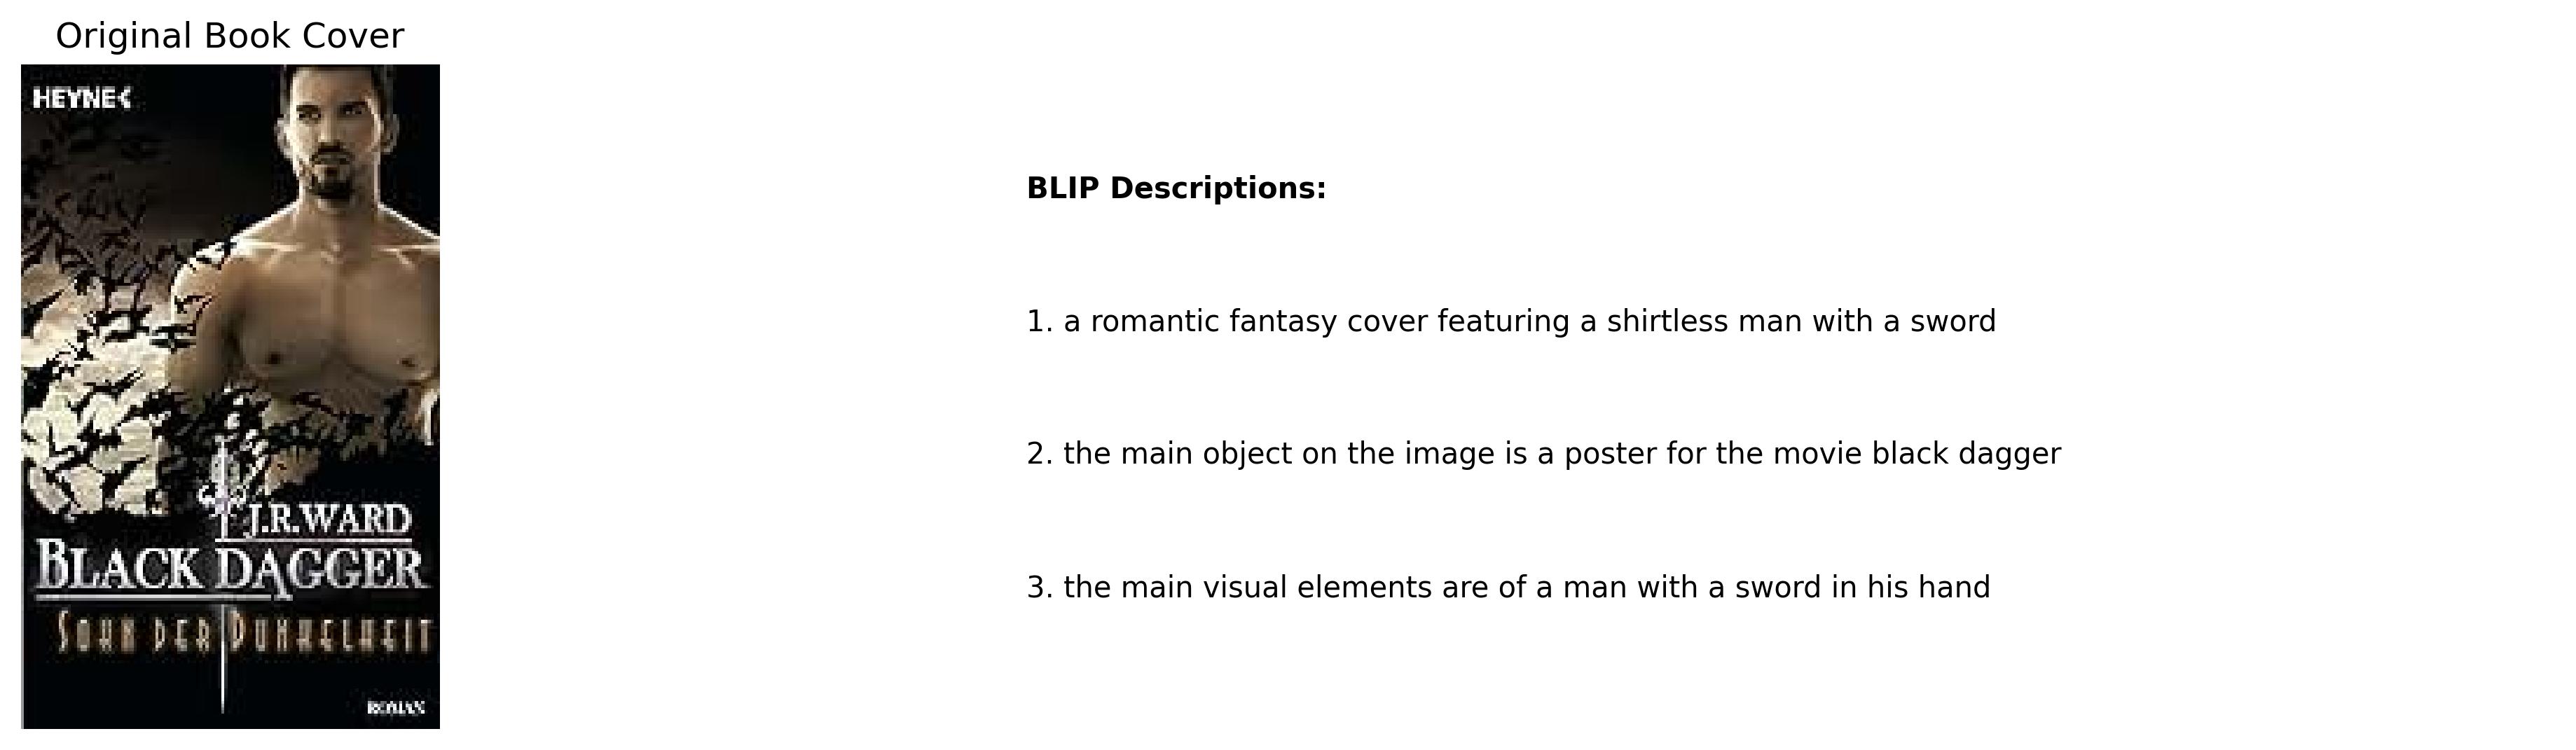 Original Book Cover
HEYNE<
J.R.WARD
BLACK DAGGER
SOHN DER DUNKELHEIT
ROMAN
BLIP Descriptions:
1. a romantic fantasy cover featuring a shirtless man with a sword
2. the main object on the image is a poster for the movie black dagger
3. the main visual elements are of a man with a sword in his hand